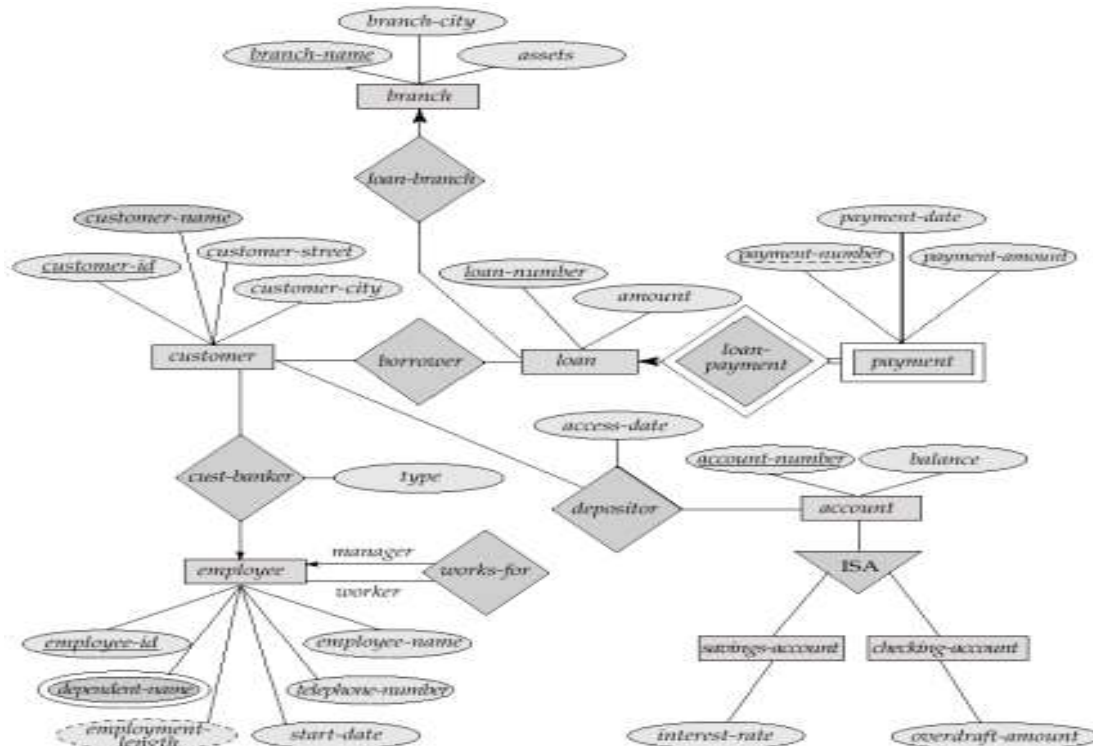 branch-city
branch-name
assets
branch
loan-branch
customer-name
customer-street
customer-id
customer-city
payment-date
payment-number
payment-amount
loan-number
amount
customer
borrower
loan
loan-
payment
payment
access-date
account-number
balance
cust-banker
type
depositor
account
manager
employee
works-for
worker
ISA
employee-id
employee-name
savings-account
checking-account
dependent-name
telephone-number
employment-
length
start-date
interest-rate
overdraft-amount